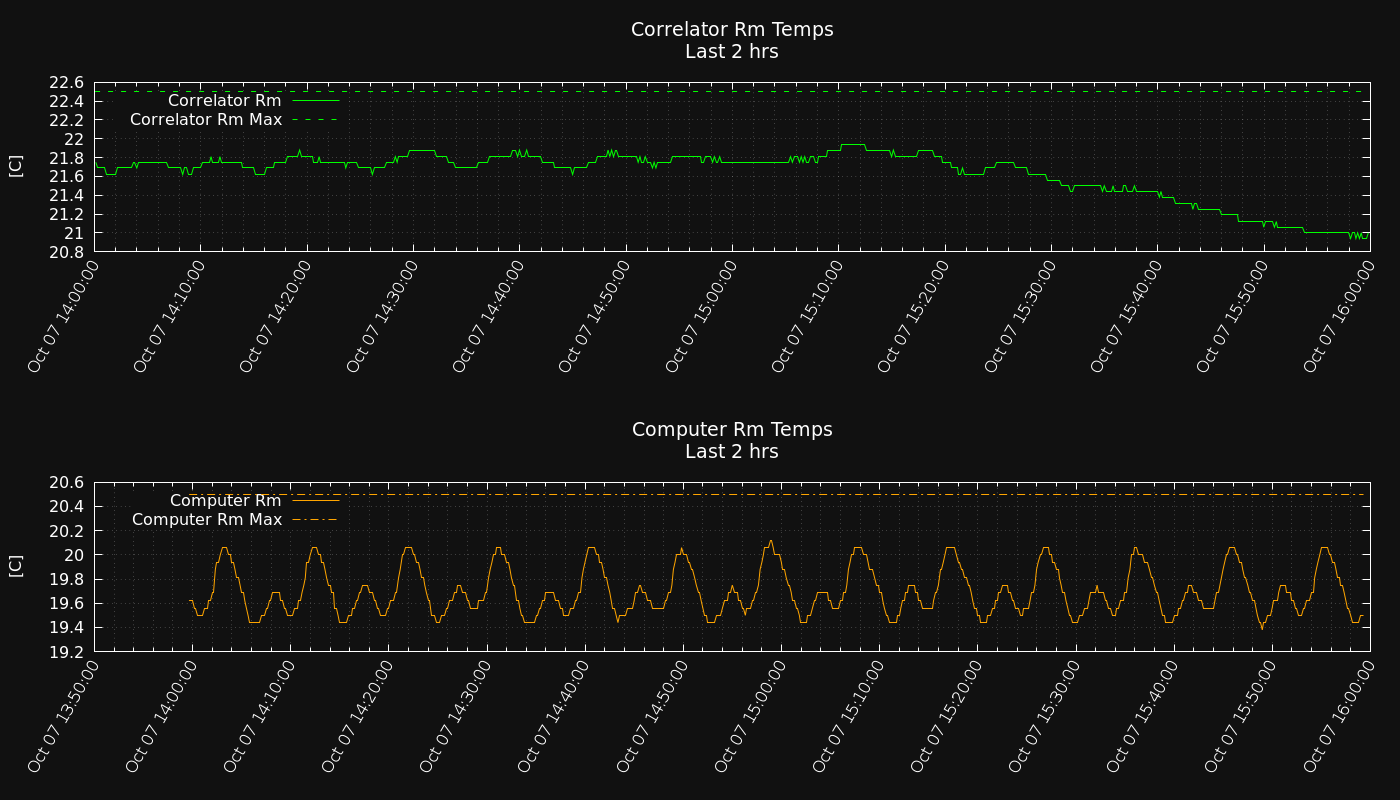 Correlator Rm Temps
Last 2 hrs
22.6
22.4
22.2
22
21.8
21.6
21.4
21.2
21
20.8
[C]
Correlator Rm
Correlator Rm Max
Oct 07 14:00:00
Oct 07 14:10:00
Oct 07 14:20:00
Oct 07 14:30:00
Oct 07 14:40:00
Oct 07 14:50:00
Oct 07 15:00:00
Oct 07 15:10:00
Oct 07 15:20:00
Oct 07 15:30:00
Oct 07 15:40:00
Oct 07 15:50:00
Oct 07 16:00:00
Computer Rm Temps
Last 2 hrs
20.6
20.4
20.2
20
19.8
19.6
19.4
19.2
[C]
Computer Rm
Computer Rm Max
Oct 07 13:50:00
Oct 07 14:00:00
Oct 07 14:10:00
Oct 07 14:20:00
Oct 07 14:30:00
Oct 07 14:40:00
Oct 07 14:50:00
Oct 07 15:00:00
Oct 07 15:10:00
Oct 07 15:20:00
Oct 07 15:30:00
Oct 07 15:40:00
Oct 07 15:50:00
Oct 07 16:00:00